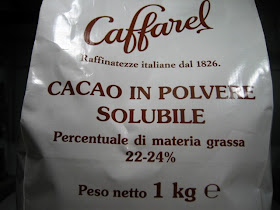 Caffarel
Raffinatezze italiane dal 1826.
CACAO IN POLVERE
SOLUBILE
Percentuale di materia grassa
22-24%
Peso netto 1 kg ℮